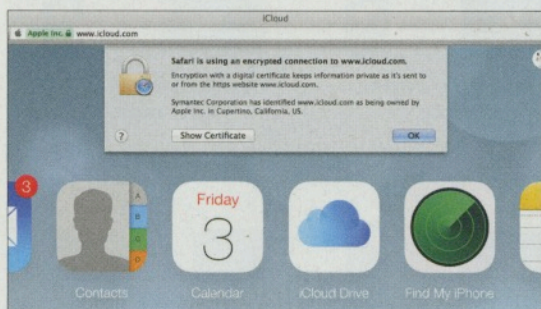 iCloud
Apple Inc. www.icloud.com
Safari is using an encrypted connection to www.icloud.com.
Encryption with a digital certificate keeps information private as it's sent to
or from the https website www.icloud.com.
Symantec Corporation has identified www.icloud.com as being owned by
Apple Inc. in Cupertino, California, US.
? Show Certificate OK
3
A
B
C
D
Friday
3
Contacts Calendar iCloud Drive Find My iPhone